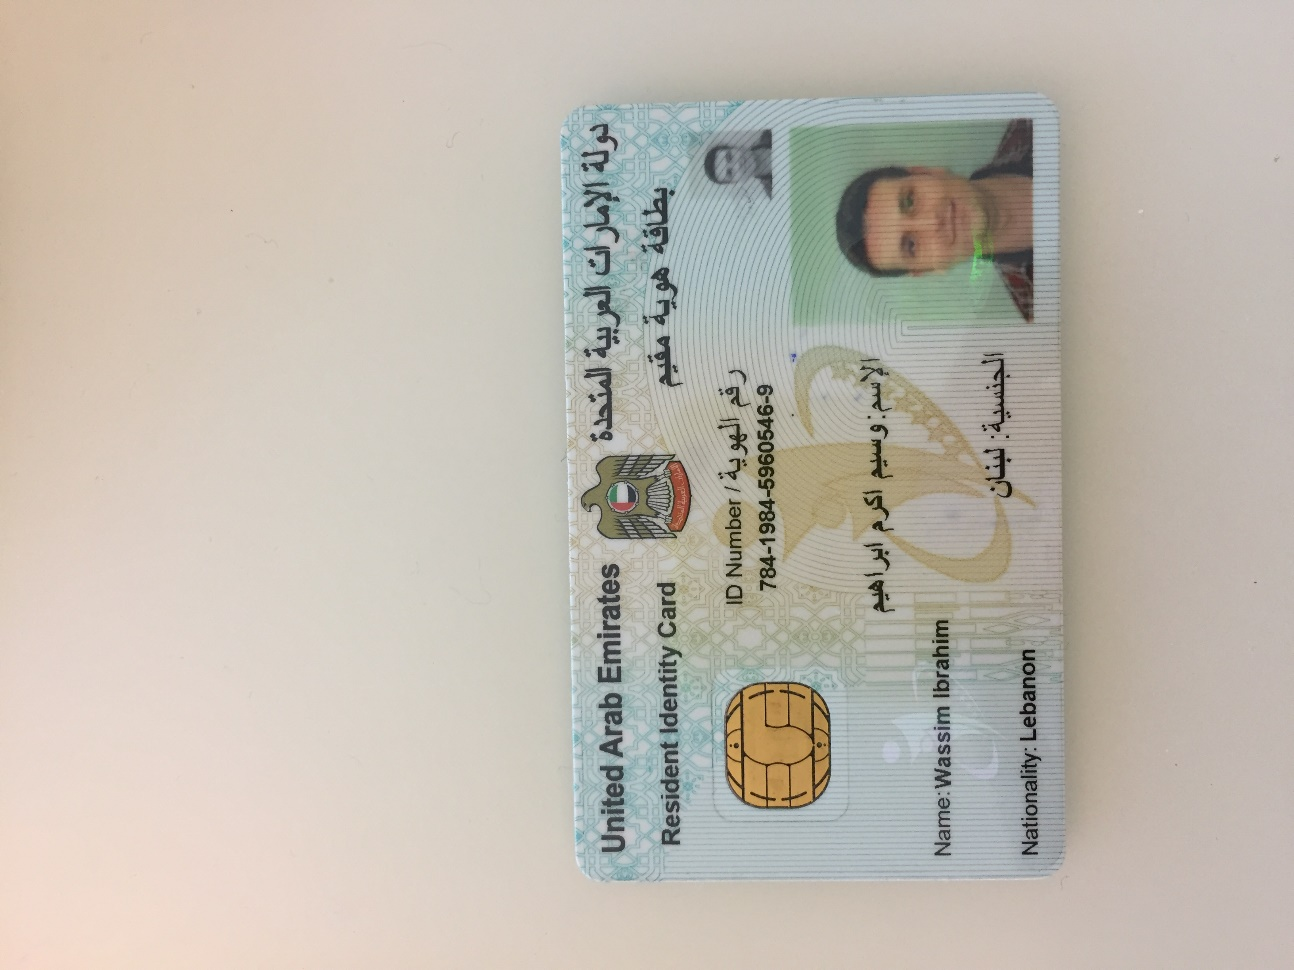 United Arab Emirates
دولة الإمارات العربية المتحدة
Resident Identity Card
بطاقة هوية مقيم
ID Number / رقم الهوية
784-1984-5960546-9
الإسم: وسيم اكرم ابراهيم
Name: Wassim Ibrahim
الجنسية: لبنان
Nationality: Lebanon